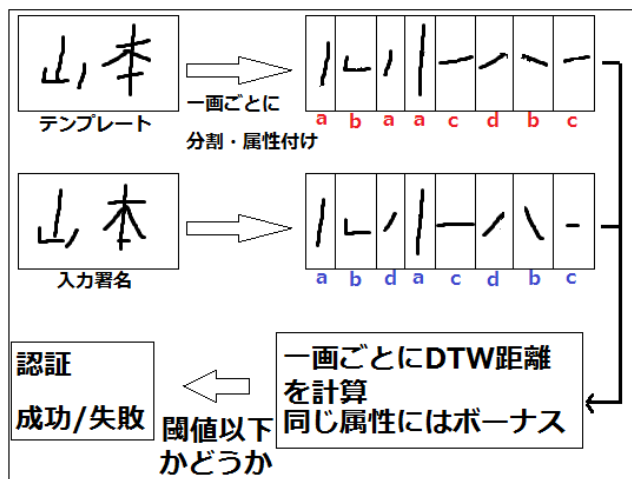 山本
テンプレート
一画ごとに
分割・属性付け
a b a a c d b c
山本
入力署名
a b d a c d b c
一画ごとにDTW距離
を計算
同じ属性にはボーナス
閾値以下
かどうか
認証
成功/失敗